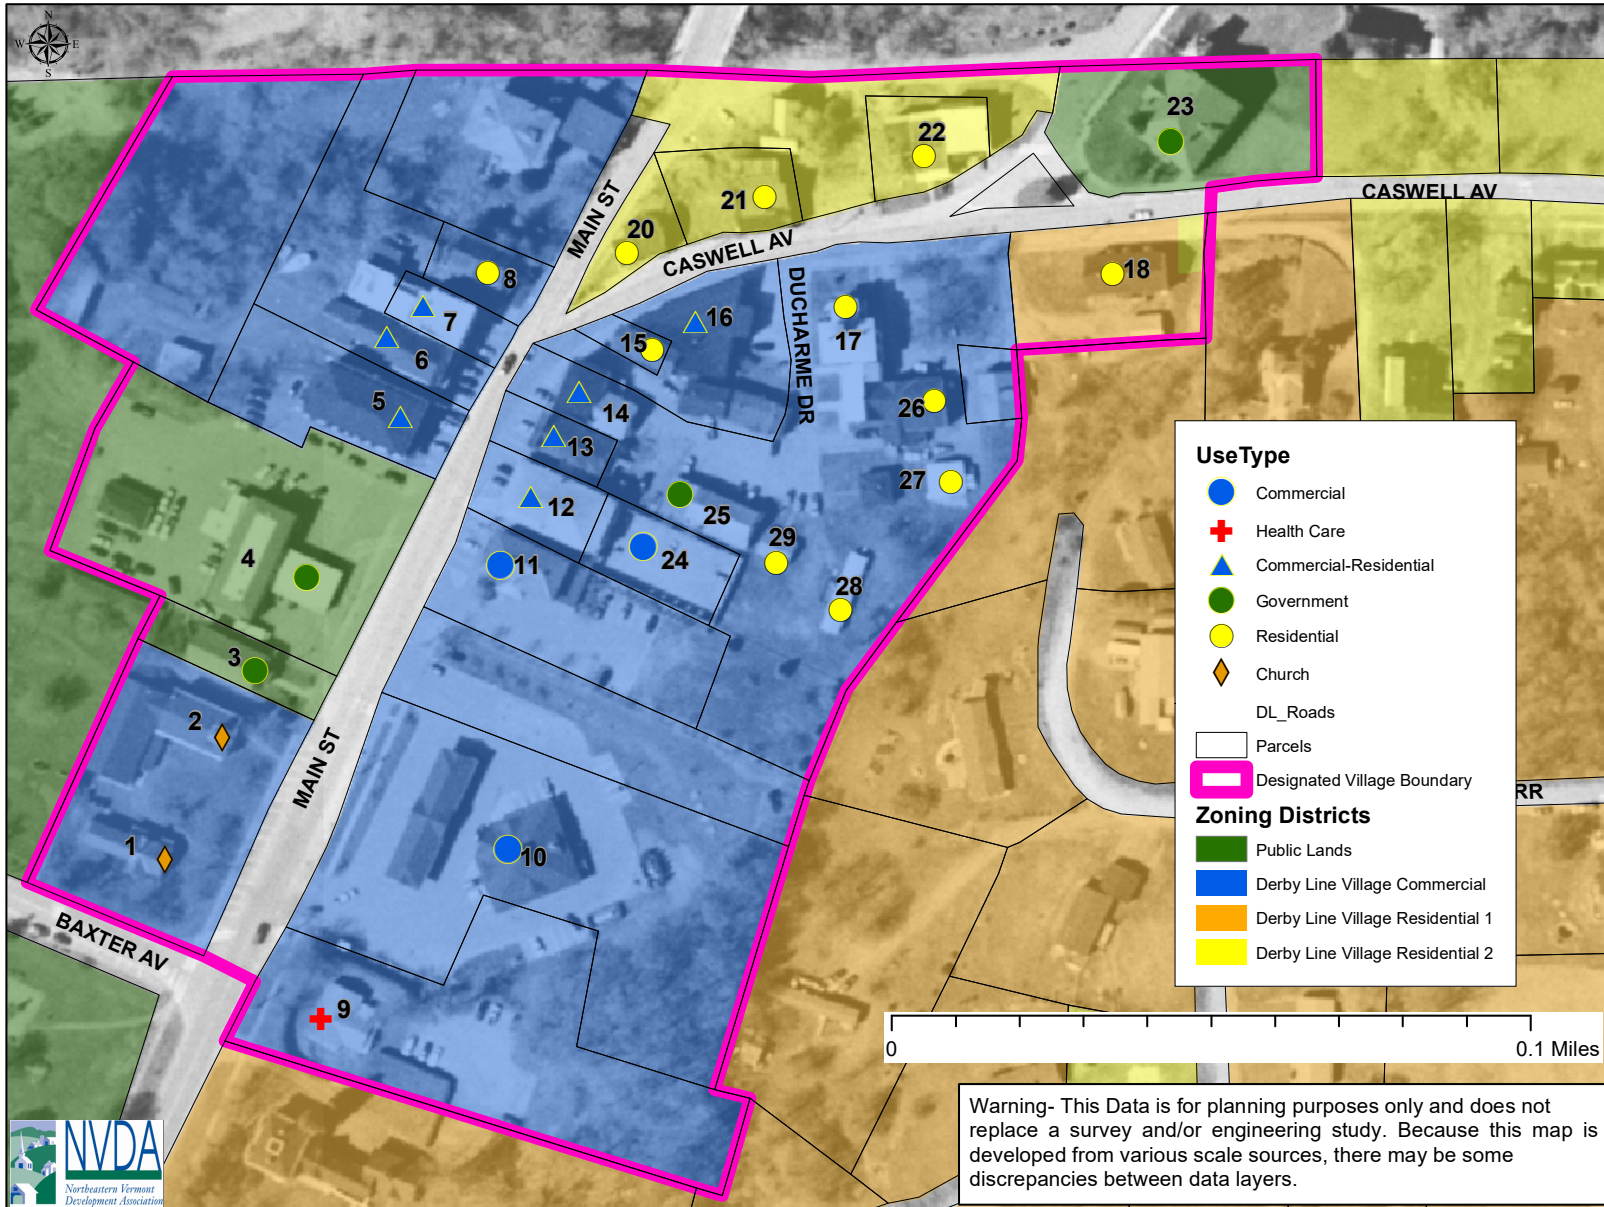 N
W E
S
23
22
CASWELL AV
MAIN ST
21
20
CASWELL AV
18
8
DUCHARME DR
7
16
17
6
15
5
14
26
13
27
12
25
4
11
24
29
28
3
2
MAIN ST
1
10
BAXTER AV
9
RR
UseType
Commercial
Health Care
Commercial-Residential
Government
Residential
Church
DL_Roads
Parcels
Designated Village Boundary
Zoning Districts
Public Lands
Derby Line Village Commercial
Derby Line Village Residential 1
Derby Line Village Residential 2
0 0.1 Miles
Warning- This Data is for planning purposes only and does not
replace a survey and/or engineering study. Because this map is
developed from various scale sources, there may be some
discrepancies between data layers.
NVDA
Northeastern Vermont
Development Association